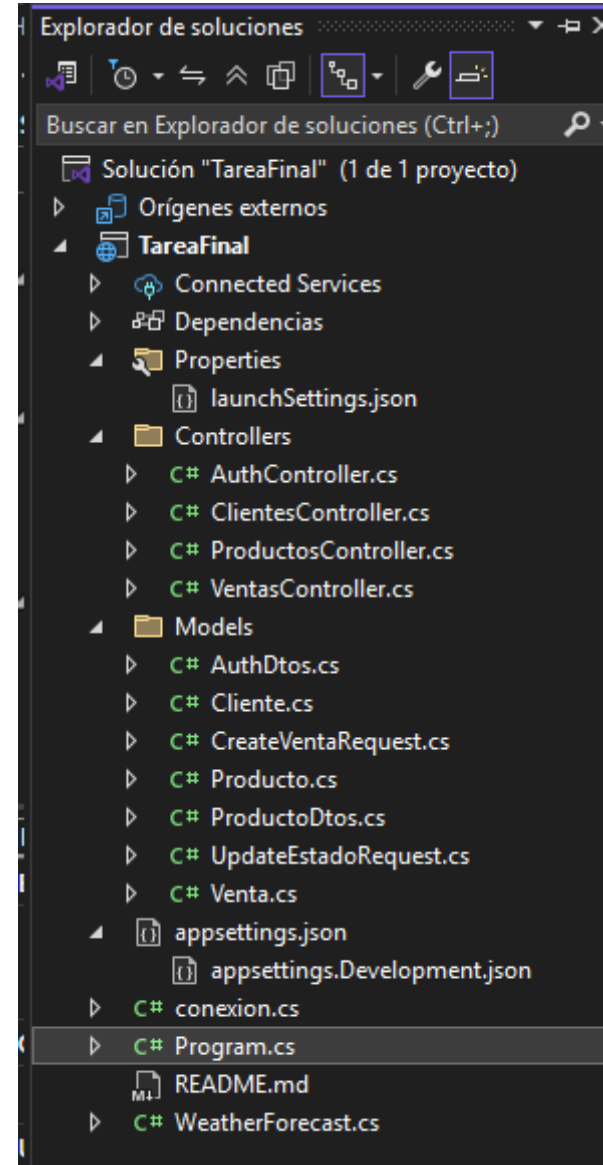 Explorador de soluciones
Buscar en Explorador de soluciones (Ctrl+;)
Solución "TareaFinal" (1 de 1 proyecto)
Orígenes externos
TareaFinal
Connected Services
Dependencias
Properties
launchSettings.json
Controllers
C# AuthController.cs
C# ClientesController.cs
C# ProductosController.cs
C# VentasController.cs
Models
C# AuthDtos.cs
C# Cliente.cs
C# CreateVentaRequest.cs
C# Producto.cs
C# ProductoDtos.cs
C# UpdateEstadoRequest.cs
C# Venta.cs
appsettings.json
appsettings.Development.json
C# conexion.cs
C# Program.cs
README.md
C# WeatherForecast.cs